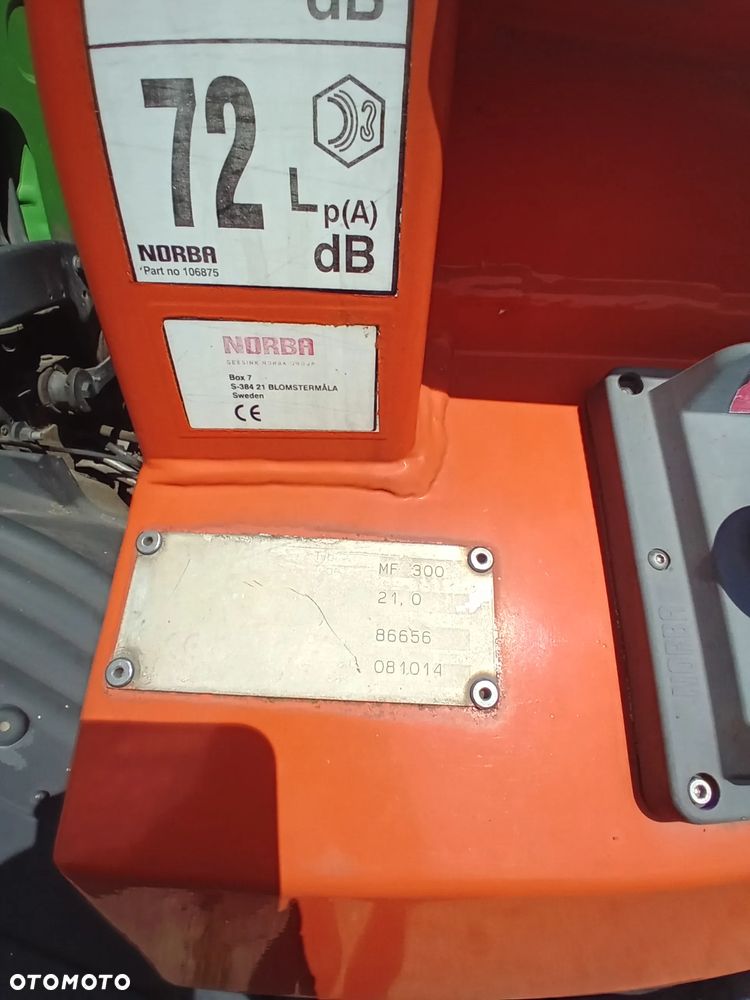 dB
72
L p(A)
dB
NORBA
Part no 106875
NORBA
GEESINK NORBA GROUP
Box 7
S-384 21 BLOMSTERMÅLA
Sweden
CE
MF 300
21,0
86656
081014
NORBA
OTOMOTO